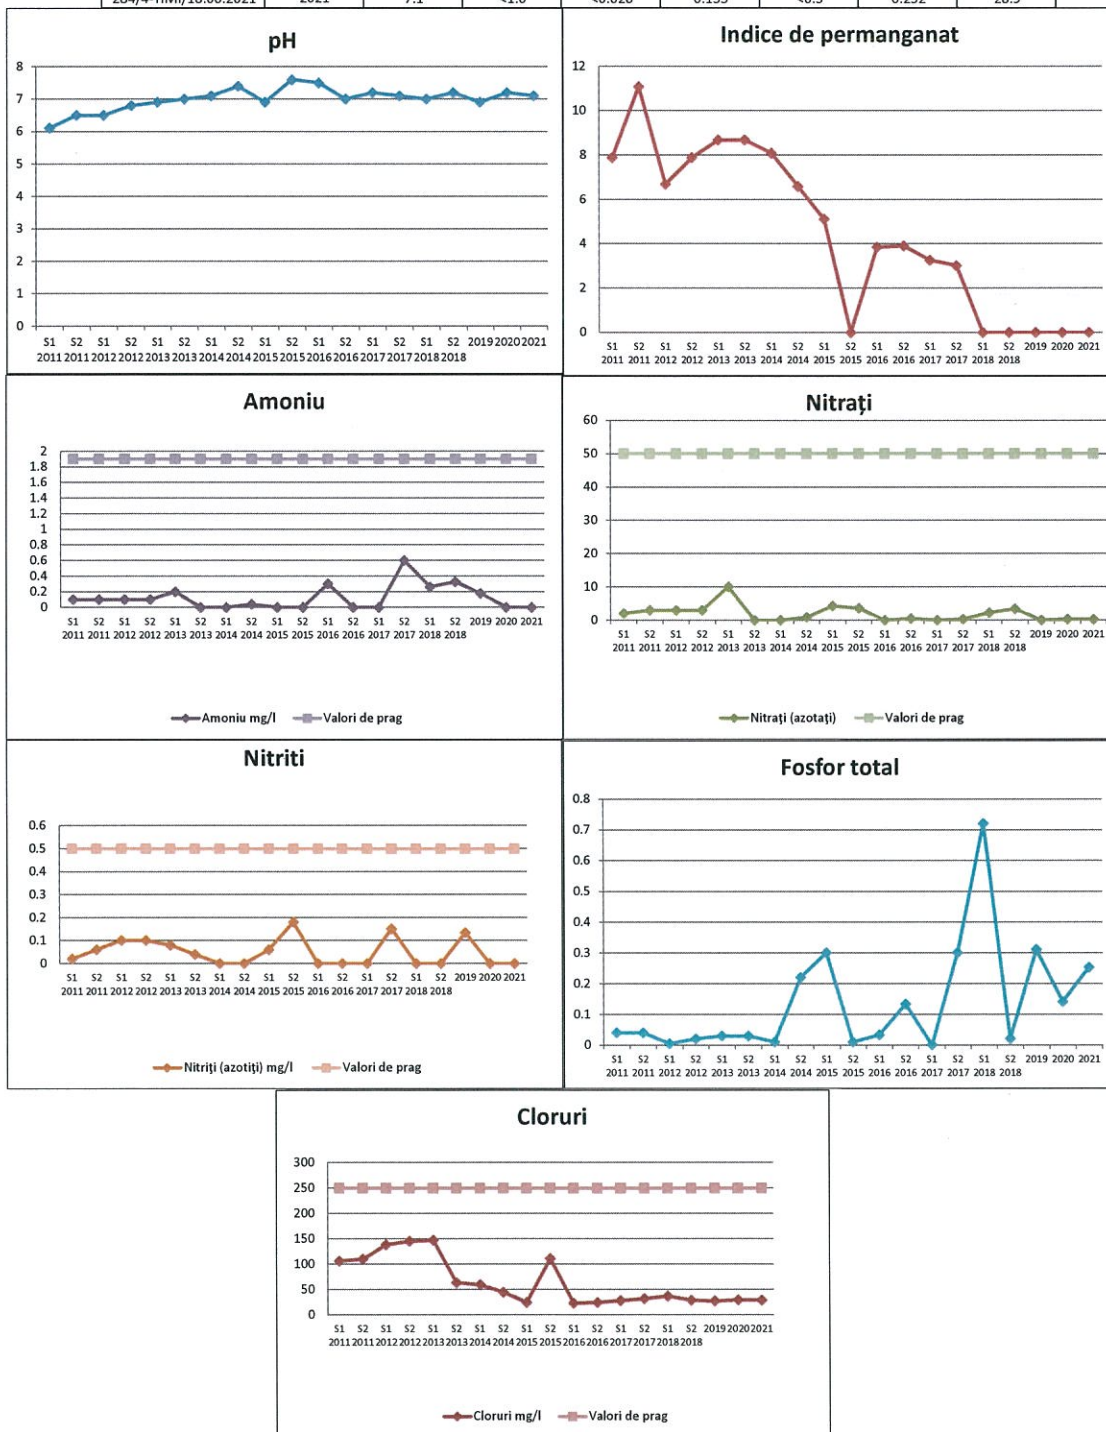 2021 7.1 <1.0 <0.028 0.133 <0.5 0.252 28.9
pH
8
7
6
5
4
3
2
1
0
S1 S2 S1 S2 S1 S2 S1 S2 S1 S2 S1 S2 S1 S2 S1 S2 2019 2020 2021
2011 2011 2012 2012 2013 2013 2014 2014 2015 2015 2016 2016 2017 2017 2018 2018
Indice de permanganat
12
10
8
6
4
2
0
S1 S2 S1 S2 S1 S2 S1 S2 S1 S2 S1 S2 S1 S2 S1 S2 2019 2020 2021
2011 2011 2012 2012 2013 2013 2014 2014 2015 2015 2016 2016 2017 2017 2018 2018
Amoniu
2
1.8
1.6
1.4
1.2
1
0.8
0.6
0.4
0.2
0
S1 S2 S1 S2 S1 S2 S1 S2 S1 S2 S1 S2 S1 S2 S1 S2 2019 2020 2021
2011 2011 2012 2012 2013 2013 2014 2014 2015 2015 2016 2016 2017 2017 2018 2018
Amoniu mg/l Valori de prag
Nitrați
60
50
40
30
20
10
0
S1 S2 S1 S2 S1 S2 S1 S2 S1 S2 S1 S2 S1 S2 S1 S2 2019 2020 2021
2011 2011 2012 2012 2013 2013 2014 2014 2015 2015 2016 2016 2017 2017 2018 2018
Nitrați (azotați) Valori de prag
Nitriti
0.6
0.5
0.4
0.3
0.2
0.1
0
S1 S2 S1 S2 S1 S2 S1 S2 S1 S2 S1 S2 S1 S2 S1 S2 2019 2020 2021
2011 2011 2012 2012 2013 2013 2014 2014 2015 2015 2016 2016 2017 2017 2018 2018
Nitriți (azotiți) mg/l Valori de prag
Fosfor total
0.8
0.7
0.6
0.5
0.4
0.3
0.2
0.1
0
S1 S2 S1 S2 S1 S2 S1 S2 S1 S2 S1 S2 S1 S2 S1 S2 2019 2020 2021
2011 2011 2012 2012 2013 2013 2014 2014 2015 2015 2016 2016 2017 2017 2018 2018
Cloruri
300
250
200
150
100
50
0
S1 S2 S1 S2 S1 S2 S1 S2 S1 S2 S1 S2 S1 S2 S1 S2 2019 2020 2021
2011 2011 2012 2012 2013 2013 2014 2014 2015 2015 2016 2016 2017 2017 2018 2018
Cloruri mg/l Valori de prag